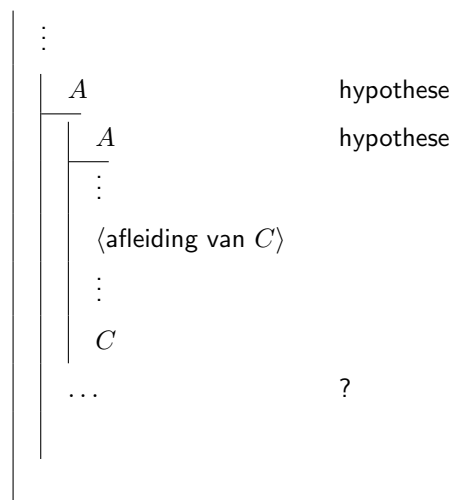 ⋮
A hypothese
A hypothese
⋮
⟨afleiding van C⟩
⋮
C
... ?